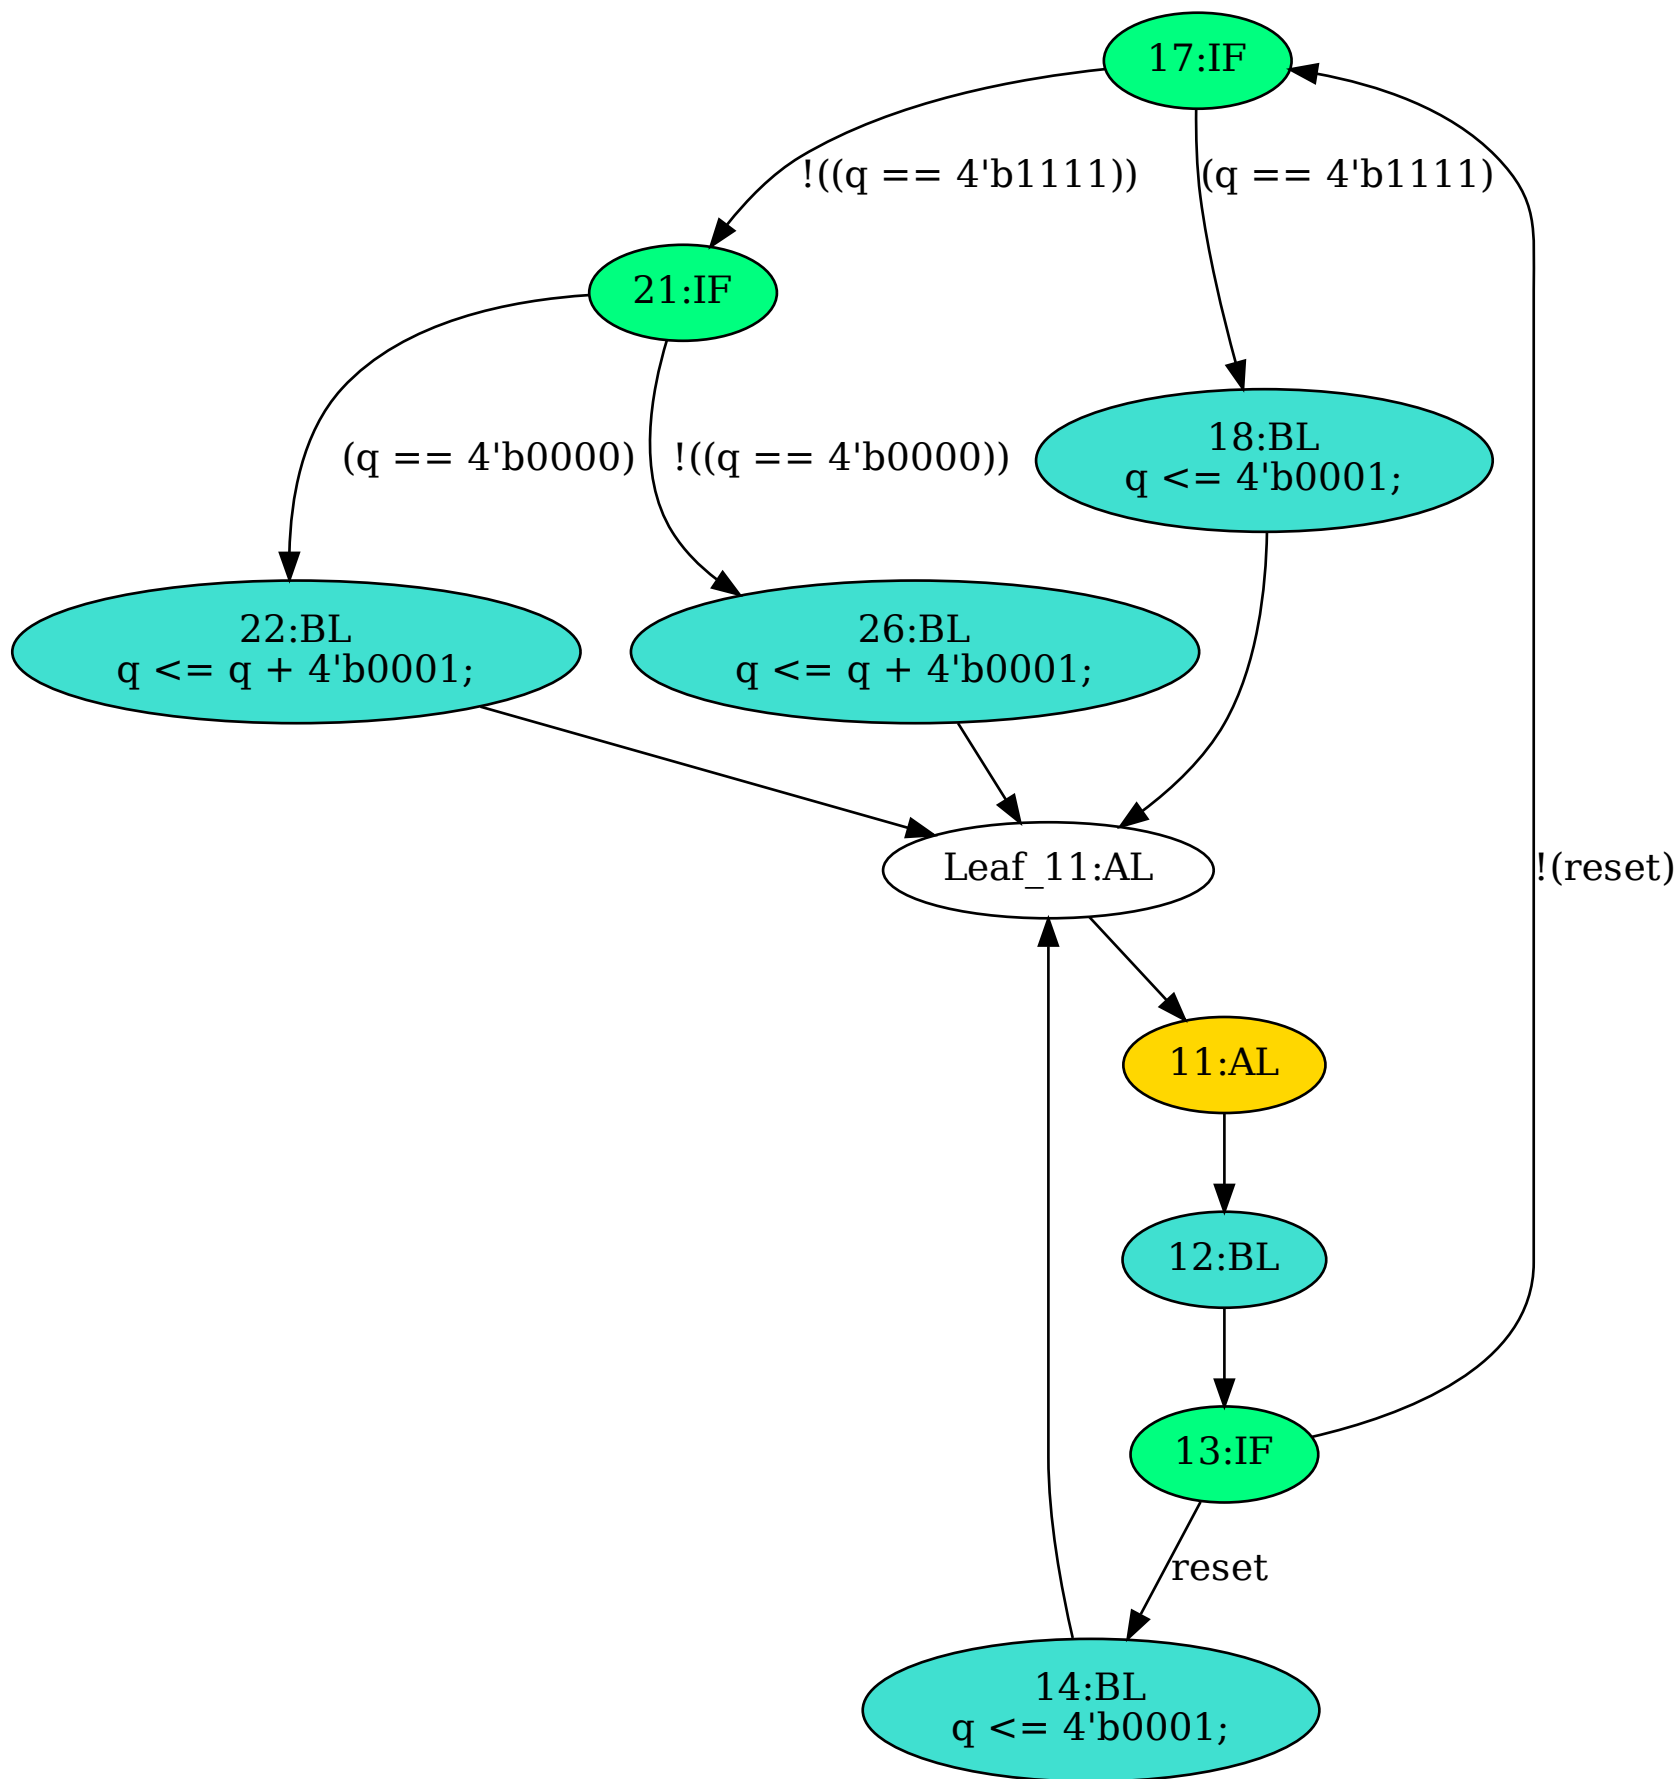 17:IF
!((q == 4'b1111))
(q == 4'b1111)
21:IF
(q == 4'b0000)
!((q == 4'b0000))
18:BL
q <= 4'b0001;
22:BL
q <= q + 4'b0001;
26:BL
q <= q + 4'b0001;
Leaf_11:AL
!(reset)
11:AL
12:BL
13:IF
reset
14:BL
q <= 4'b0001;